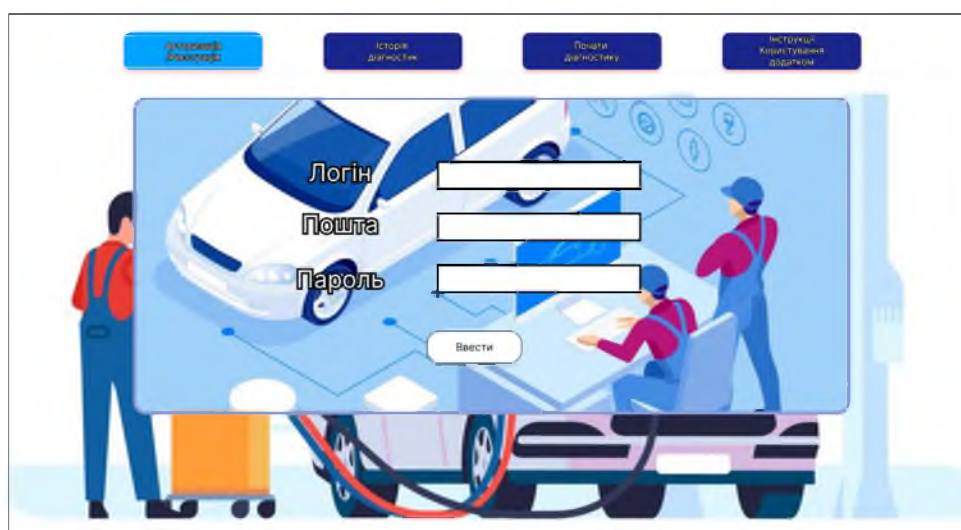 Історія
діагностик
Почати
діагностику
Інструкції
Користування
додатком
Логін
Пошта
Пароль
Ввести